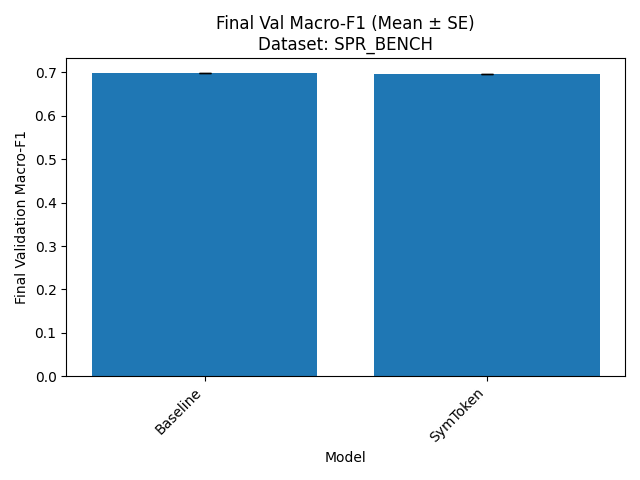 Final Val Macro-F1 (Mean ± SE)
Dataset: SPR_BENCH
Final Validation Macro-F1
0.7
0.6
0.5
0.4
0.3
0.2
0.1
0.0
Baseline
SymToken
Model